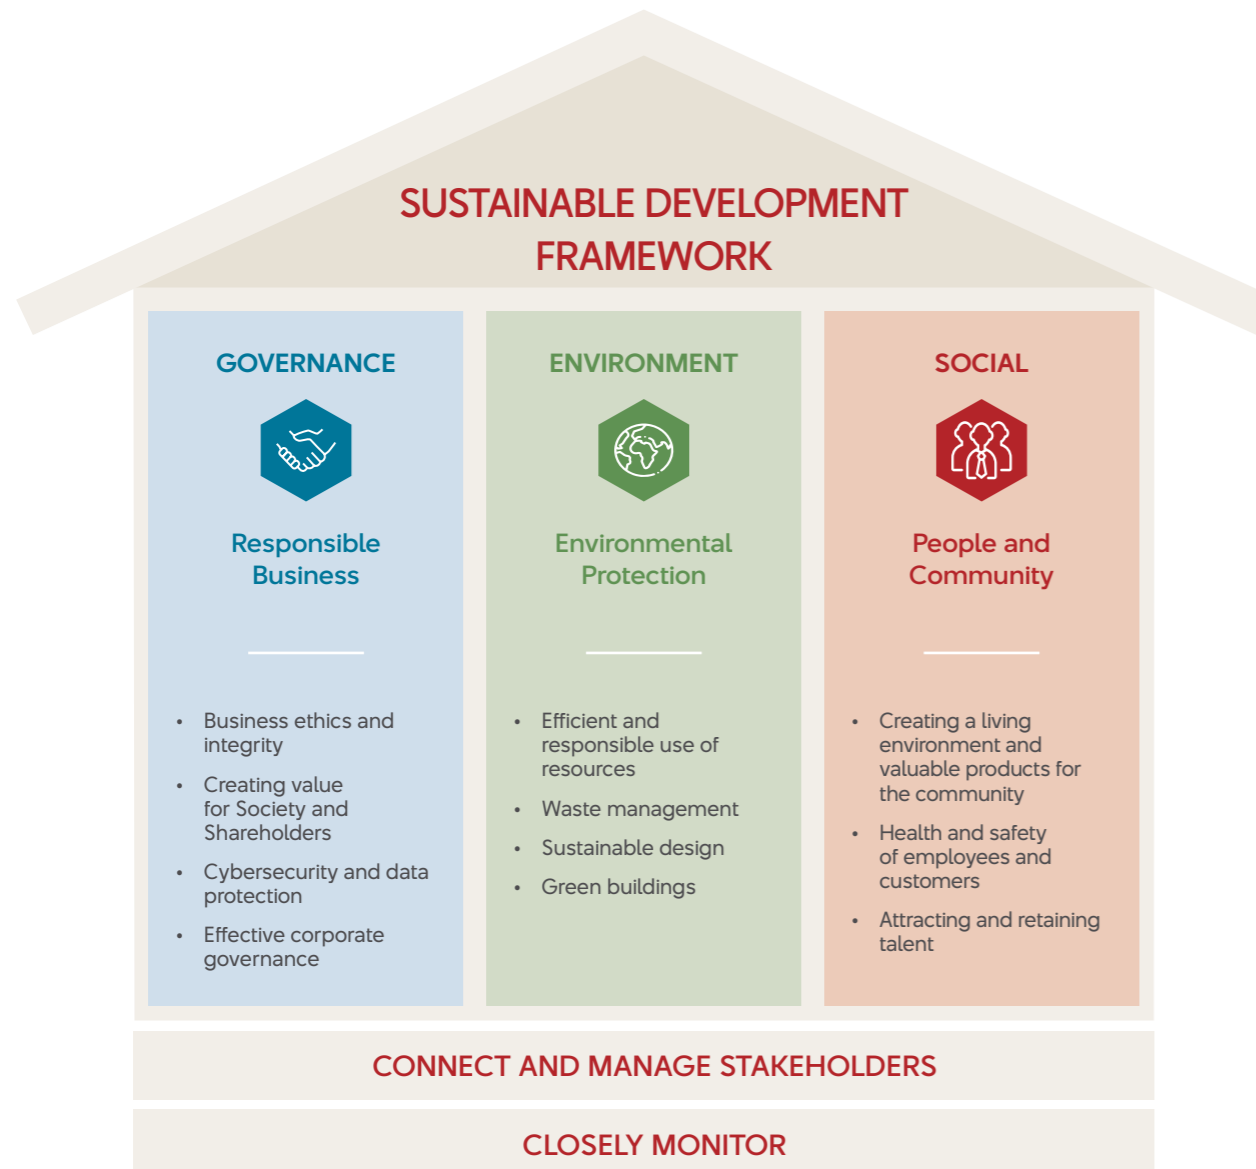 SUSTAINABLE DEVELOPMENT
FRAMEWORK
GOVERNANCE
Responsible
Business
• Business ethics and
integrity
• Creating value
for Society and
Shareholders
• Cybersecurity and data
protection
• Effective corporate
governance
ENVIRONMENT
Environmental
Protection
• Efficient and
responsible use of
resources
• Waste management
• Sustainable design
• Green buildings
SOCIAL
People and
Community
• Creating a living
environment and
valuable products for
the community
• Health and safety
of employees and
customers
• Attracting and retaining
talent
CONNECT AND MANAGE STAKEHOLDERS
CLOSELY MONITOR